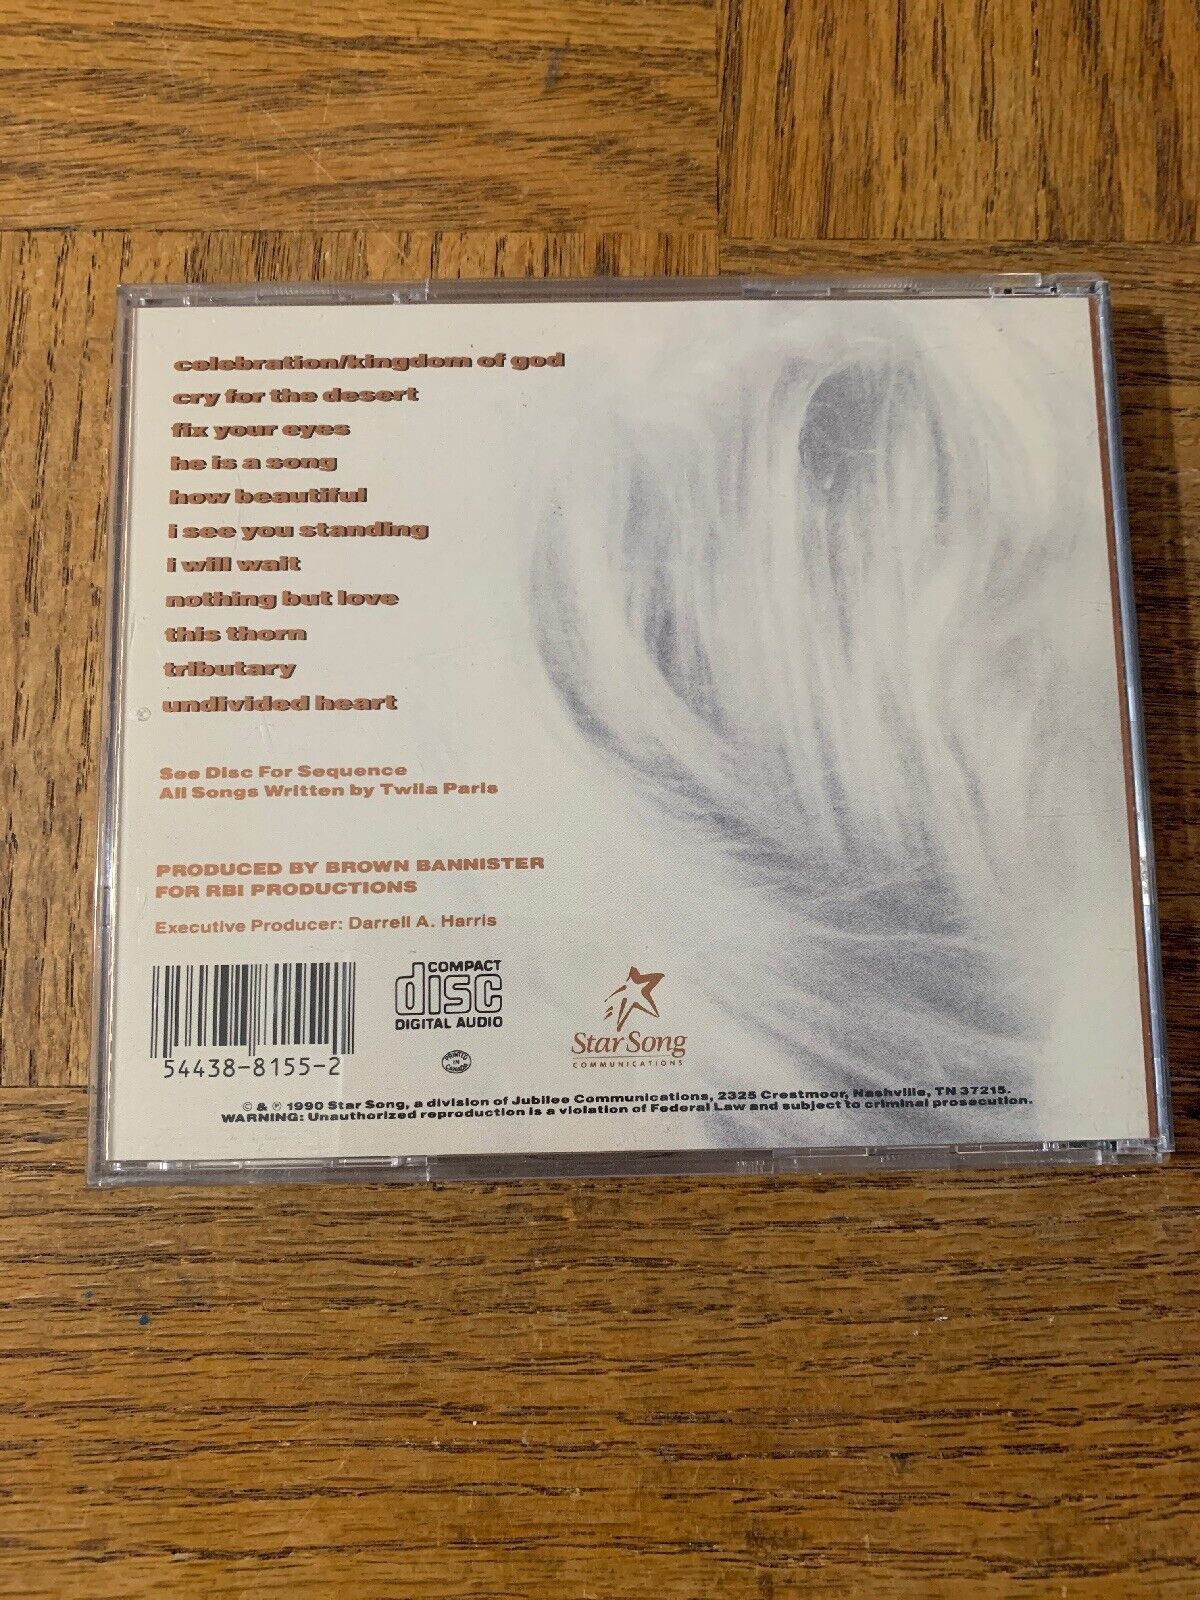 celebration/kingdom of god
cry for the desert
fix your eyes
he is a song
how beautiful
i see you standing
i will wait
nothing but love
this thorn
tributary
undivided heart
See Disc For Sequence
All Songs Written by Twila Paris
PRODUCED BY BROWN BANNISTER
FOR RBI PRODUCTIONS
Executive Producer: Darrell A. Harris
54438-8155-2
COMPACT
disc
DIGITAL AUDIO
PRINTED
IN
CANADA
Star Song
COMMUNICATIONS
© & ℗ 1990 Star Song, a division of Jubilee Communications, 2325 Crestmoor, Nashville, TN 37215.
WARNING: Unauthorized reproduction is a violation of Federal Law and subject to criminal prosecution.